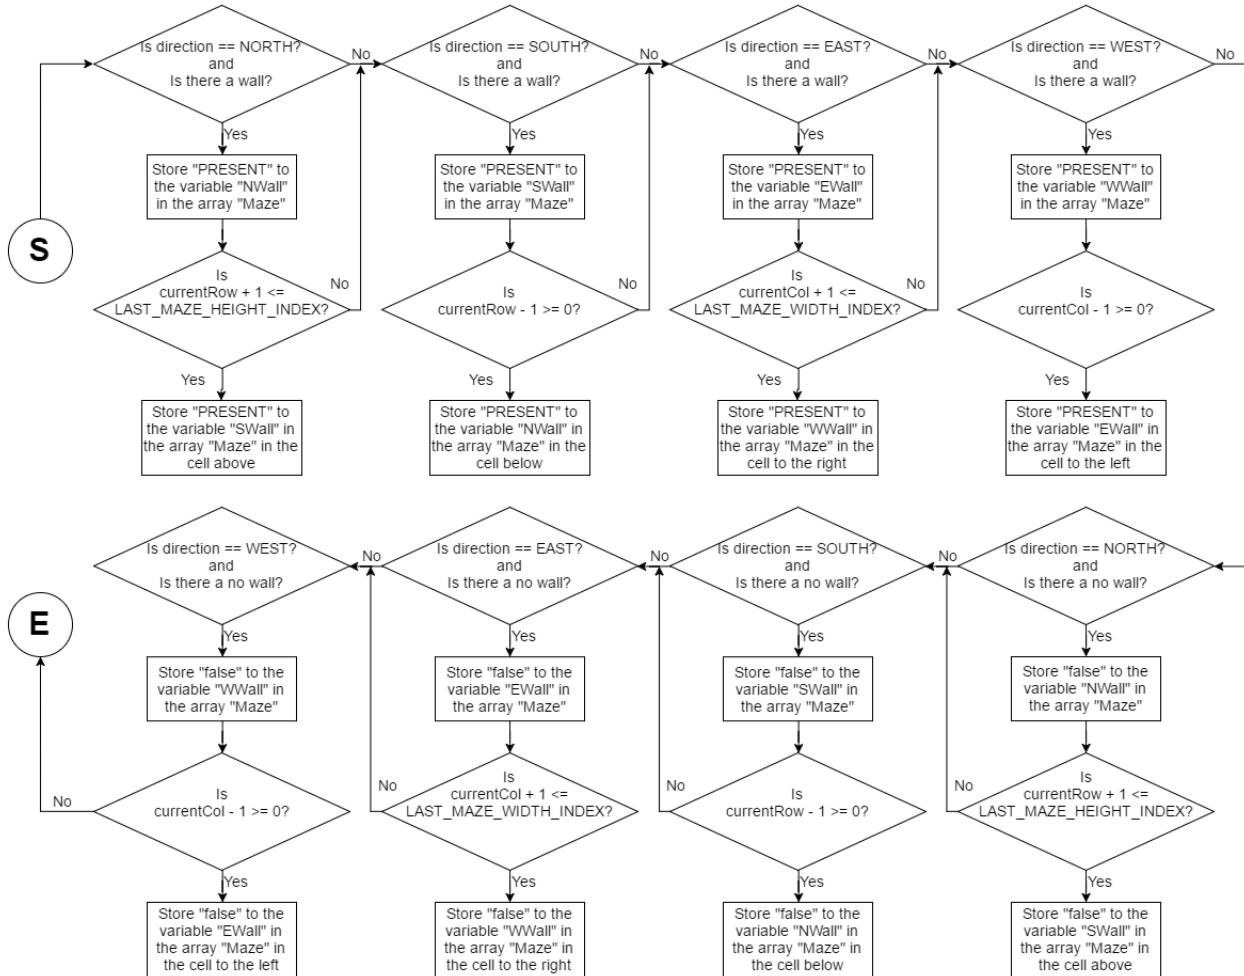 Is direction == NORTH?
and
Is there a wall?
No
Is direction == SOUTH?
and
Is there a wall?
No
Is direction == EAST?
and
Is there a wall?
No
Is direction == WEST?
and
Is there a wall?
No
Yes
Yes
Yes
Yes
Store "PRESENT" to
the variable "NWall"
in the array "Maze"
Store "PRESENT" to
the variable "SWall"
in the array "Maze"
Store "PRESENT" to
the variable "EWall"
in the array "Maze"
Store "PRESENT" to
the variable "WWall"
in the array "Maze"
S
Is
currentRow + 1 <=
LAST_MAZE_HEIGHT_INDEX?
No
Is
currentRow - 1 >= 0?
No
Is
currentCol + 1 <=
LAST_MAZE_WIDTH_INDEX?
No
Is
currentCol - 1 >= 0?
Yes
Yes
Yes
Yes
Store "PRESENT" to
the variable "SWall" in
the array "Maze" in the
cell above
Store "PRESENT" to
the variable "NWall" in
the array "Maze" in the
cell below
Store "PRESENT" to
the variable "WWall" in
the array "Maze" in the
cell to the right
Store "PRESENT" to
the variable "EWall" in
the array "Maze" in the
cell to the left
Is direction == WEST?
and
Is there a no wall?
No
Is direction == EAST?
and
Is there a no wall?
No
Is direction == SOUTH?
and
Is there a no wall?
No
Is direction == NORTH?
and
Is there a no wall?
E
Yes
Yes
Yes
Yes
Store "false" to the
variable "WWall" in
the array "Maze"
Store "false" to the
variable "EWall" in
the array "Maze"
Store "false" to the
variable "SWall" in
the array "Maze"
Store "false" to the
variable "NWall" in
the array "Maze"
No
Is
currentCol - 1 >= 0?
No
Is
currentCol + 1 <=
LAST_MAZE_WIDTH_INDEX?
No
Is
currentRow - 1 >= 0?
No
Is
currentRow + 1 <=
LAST_MAZE_HEIGHT_INDEX?
Yes
Yes
Yes
Yes
Store "false" to the
variable "EWall" in
the array "Maze" in
the cell to the left
Store "false" to the
variable "WWall" in
the array "Maze" in
the cell to the right
Store "false" to the
variable "NWall" in
the array "Maze" in
the cell below
Store "false" to the
variable "SWall" in
the array "Maze" in
the cell above